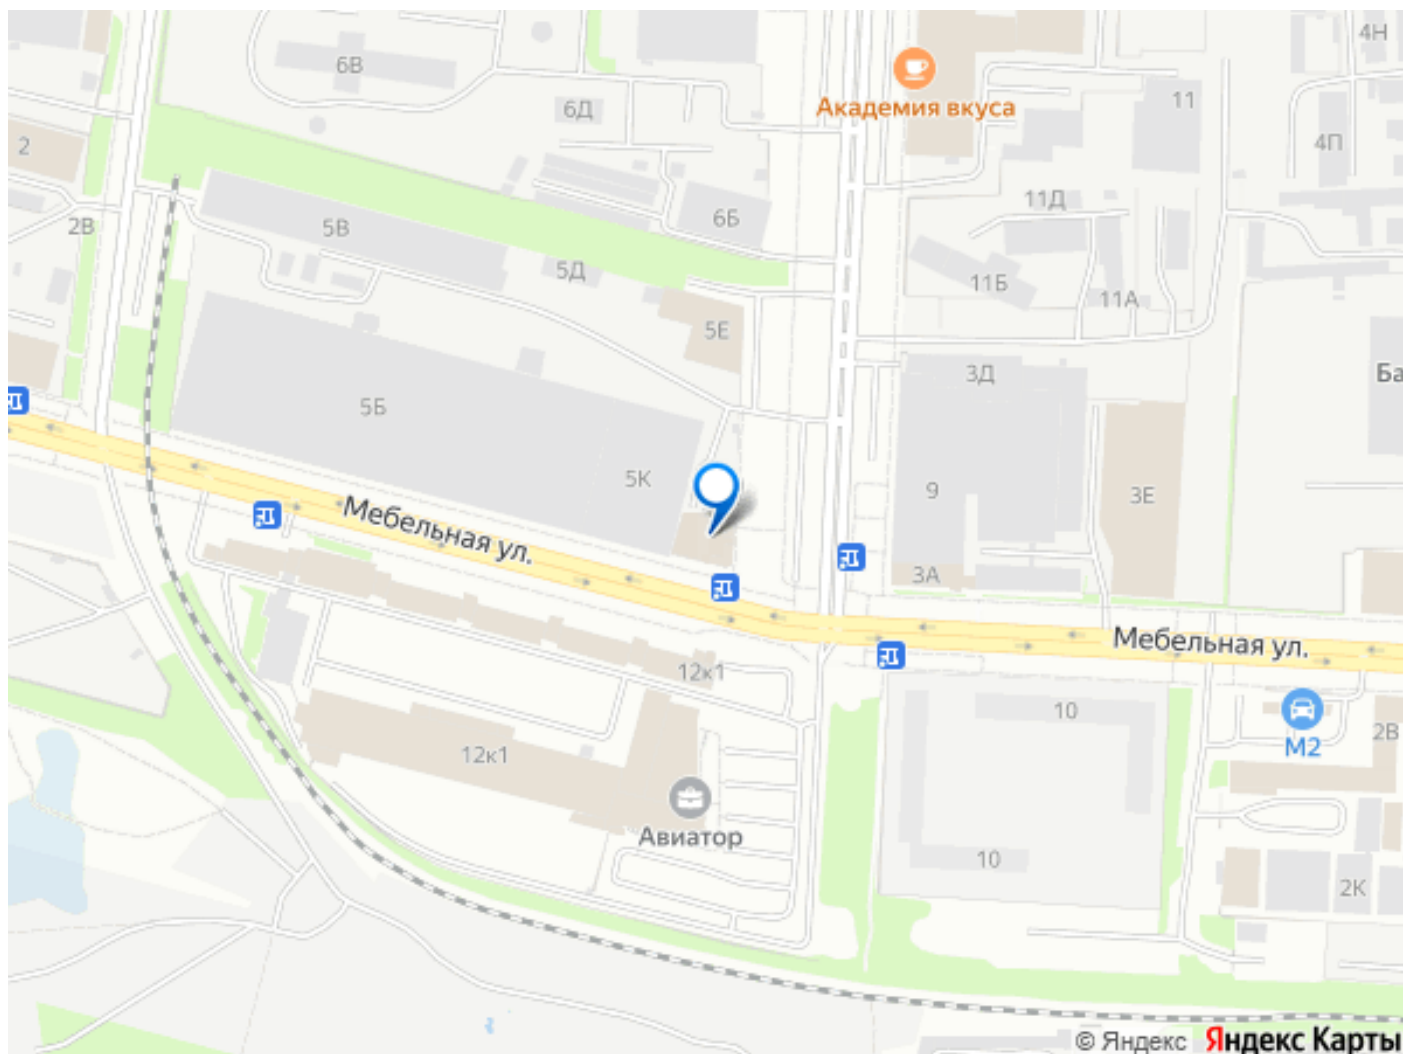 4Н
6В
Академия вкуса
11
6Д
4П
2
11Д
6Б
2В
5В
5Д
11Б
11А
5Е
3Д
Ба
5Б
5К
9
3Е
Мебельная ул.
3А
Мебельная ул.
12к1
10
2В
М2
12к1
Авиатор
10
2К
© Яндекс Яндекс Карты